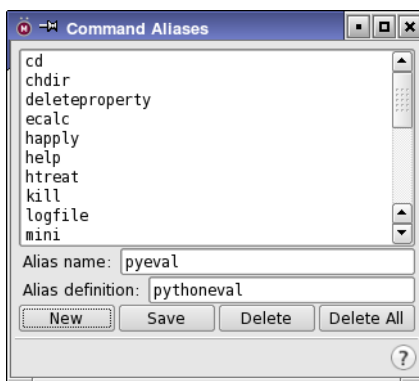 Command Aliases
cd
chdir
deleteproperty
ecalc
happly
help
htreat
kill
logfile
mini
Alias name: pyeval
Alias definition: pythoneval
New Save Delete Delete All
?